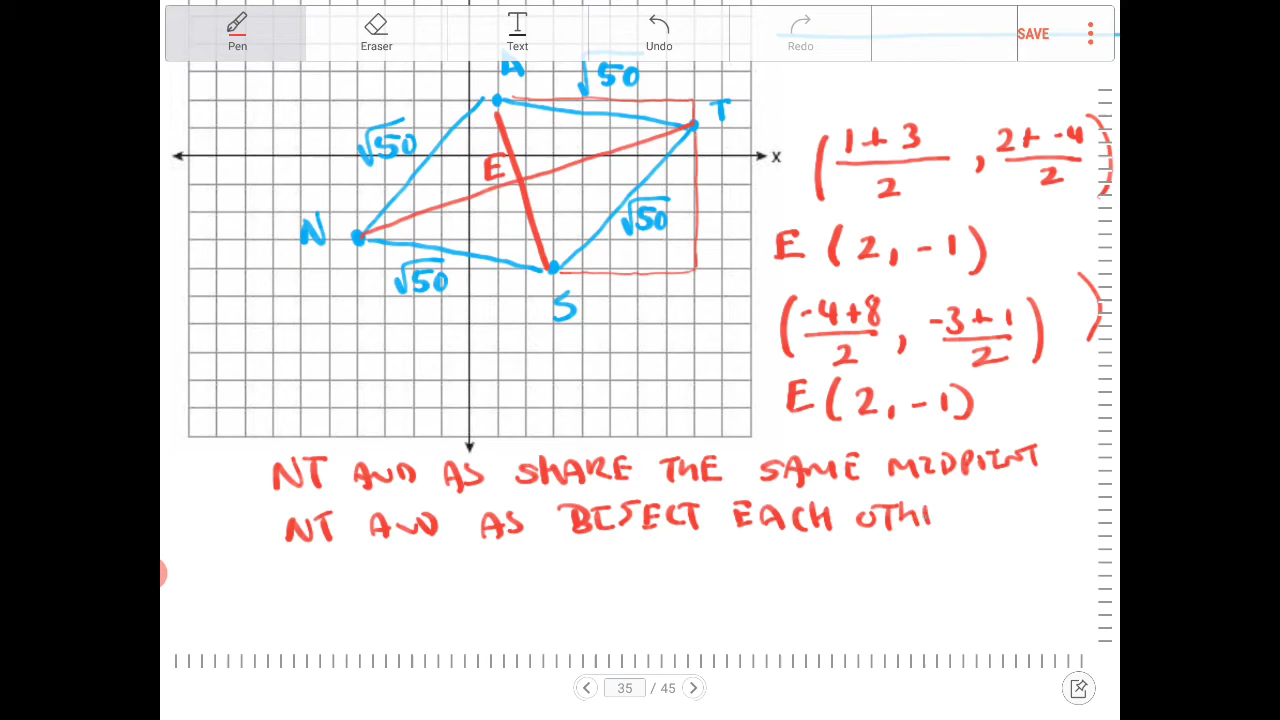 Pen
Eraser
Text
Undo
Redo
SAVE
A
√50
T
√50
x
E
N
√50
√50
S
(1+3/2, 2+-4/2)
E (2, -1)
(-4+8/2, -3+1/2)
E (2, -1)
NT AND AS SHARE THE SAME MIDPOINT
NT AND AS BISECT EACH OTH
35 / 45